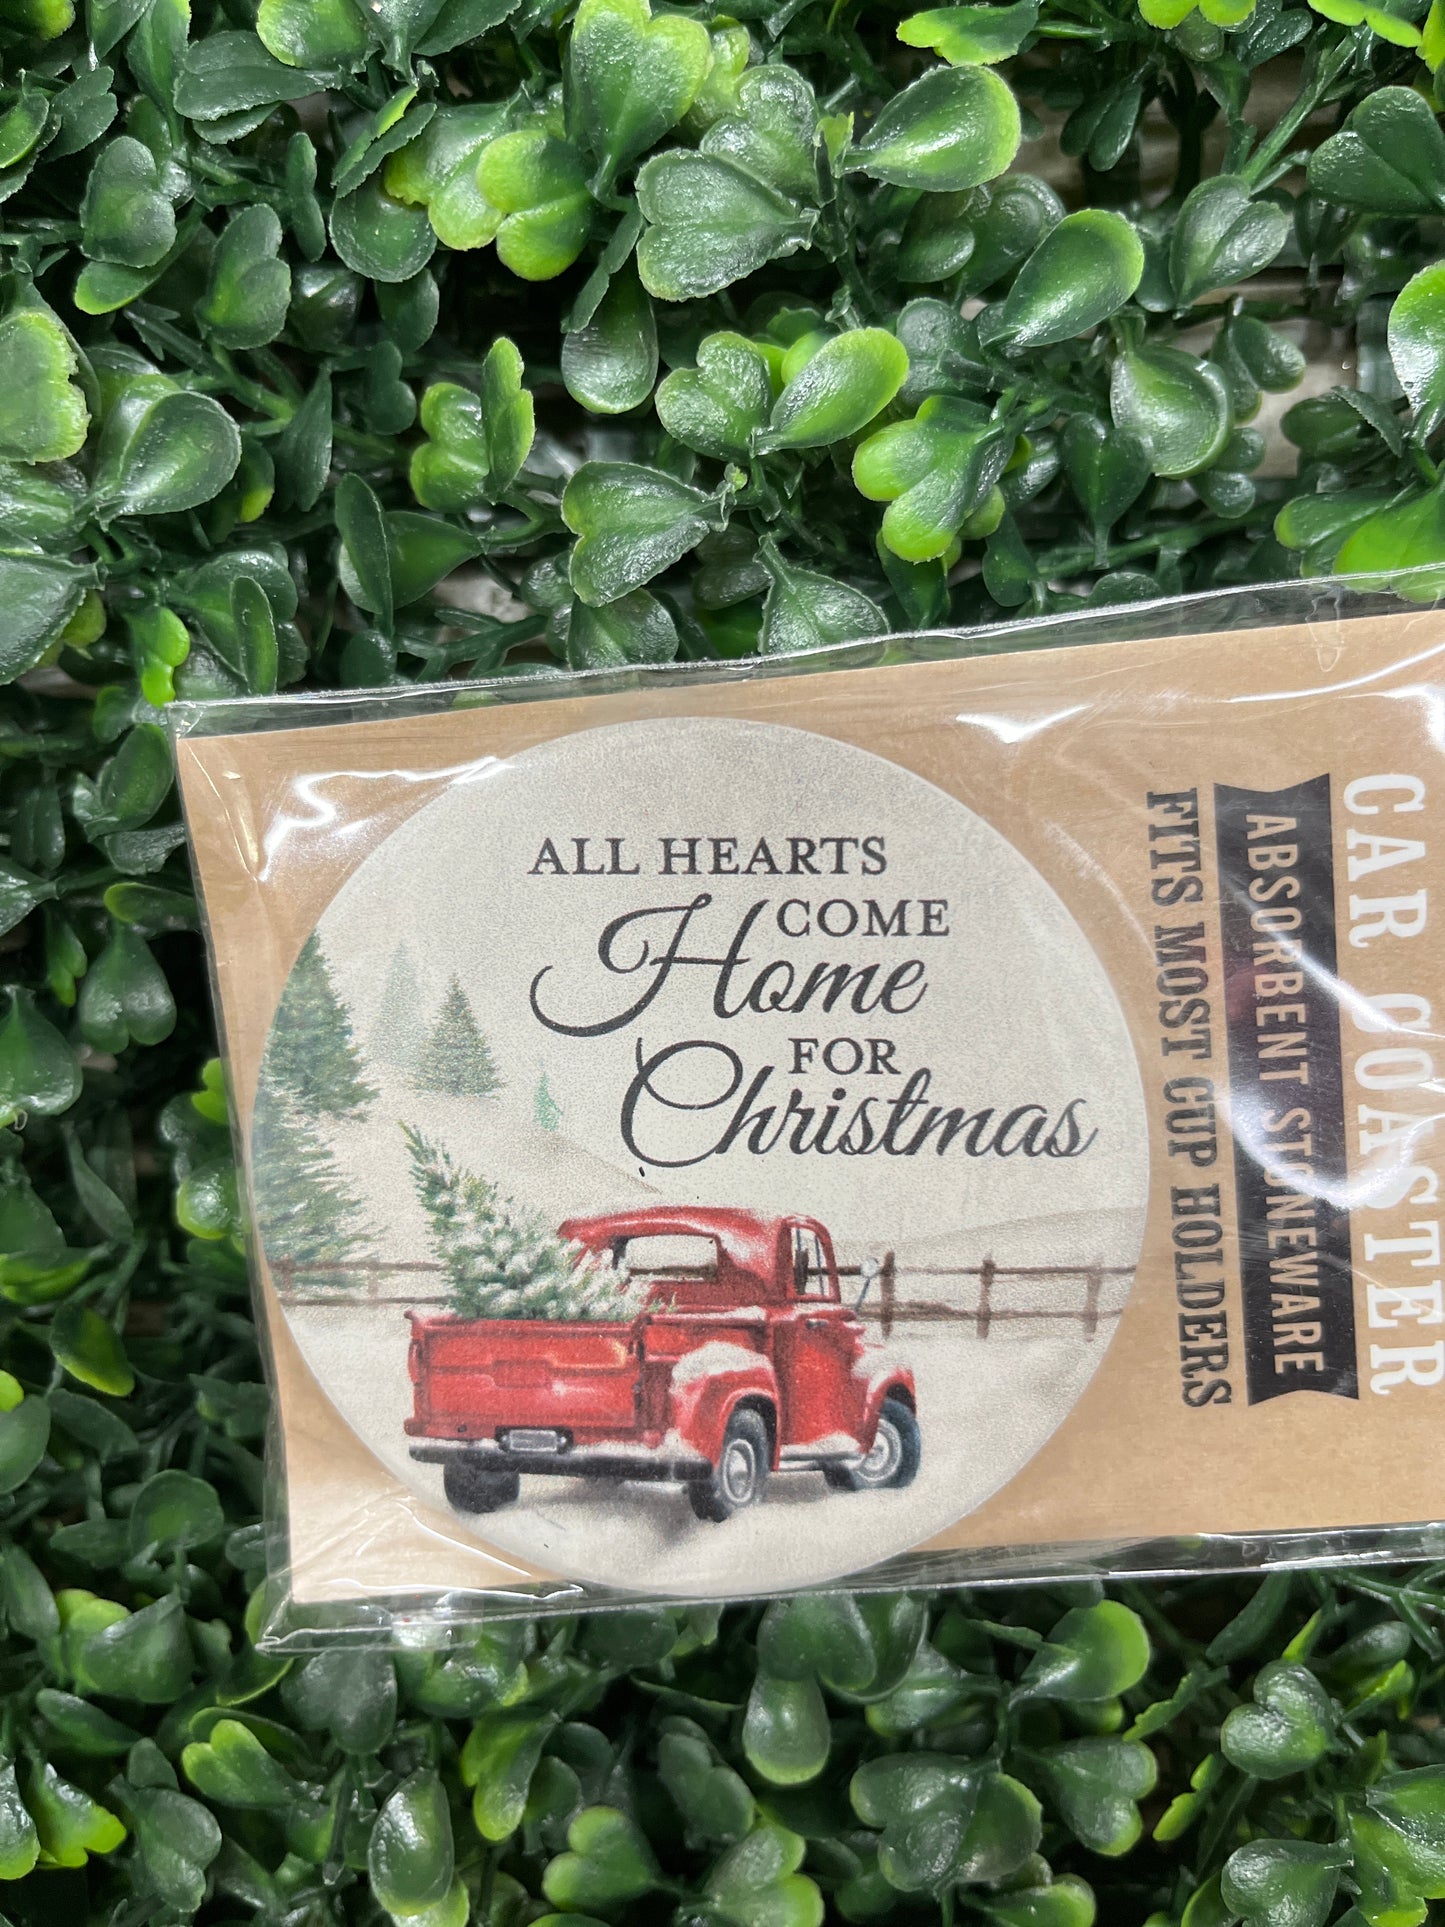 ALL HEARTS
COME
Home
FOR
Christmas
CAR COASTER
ABSORBENT STONEWARE
FITS MOST CUP HOLDERS